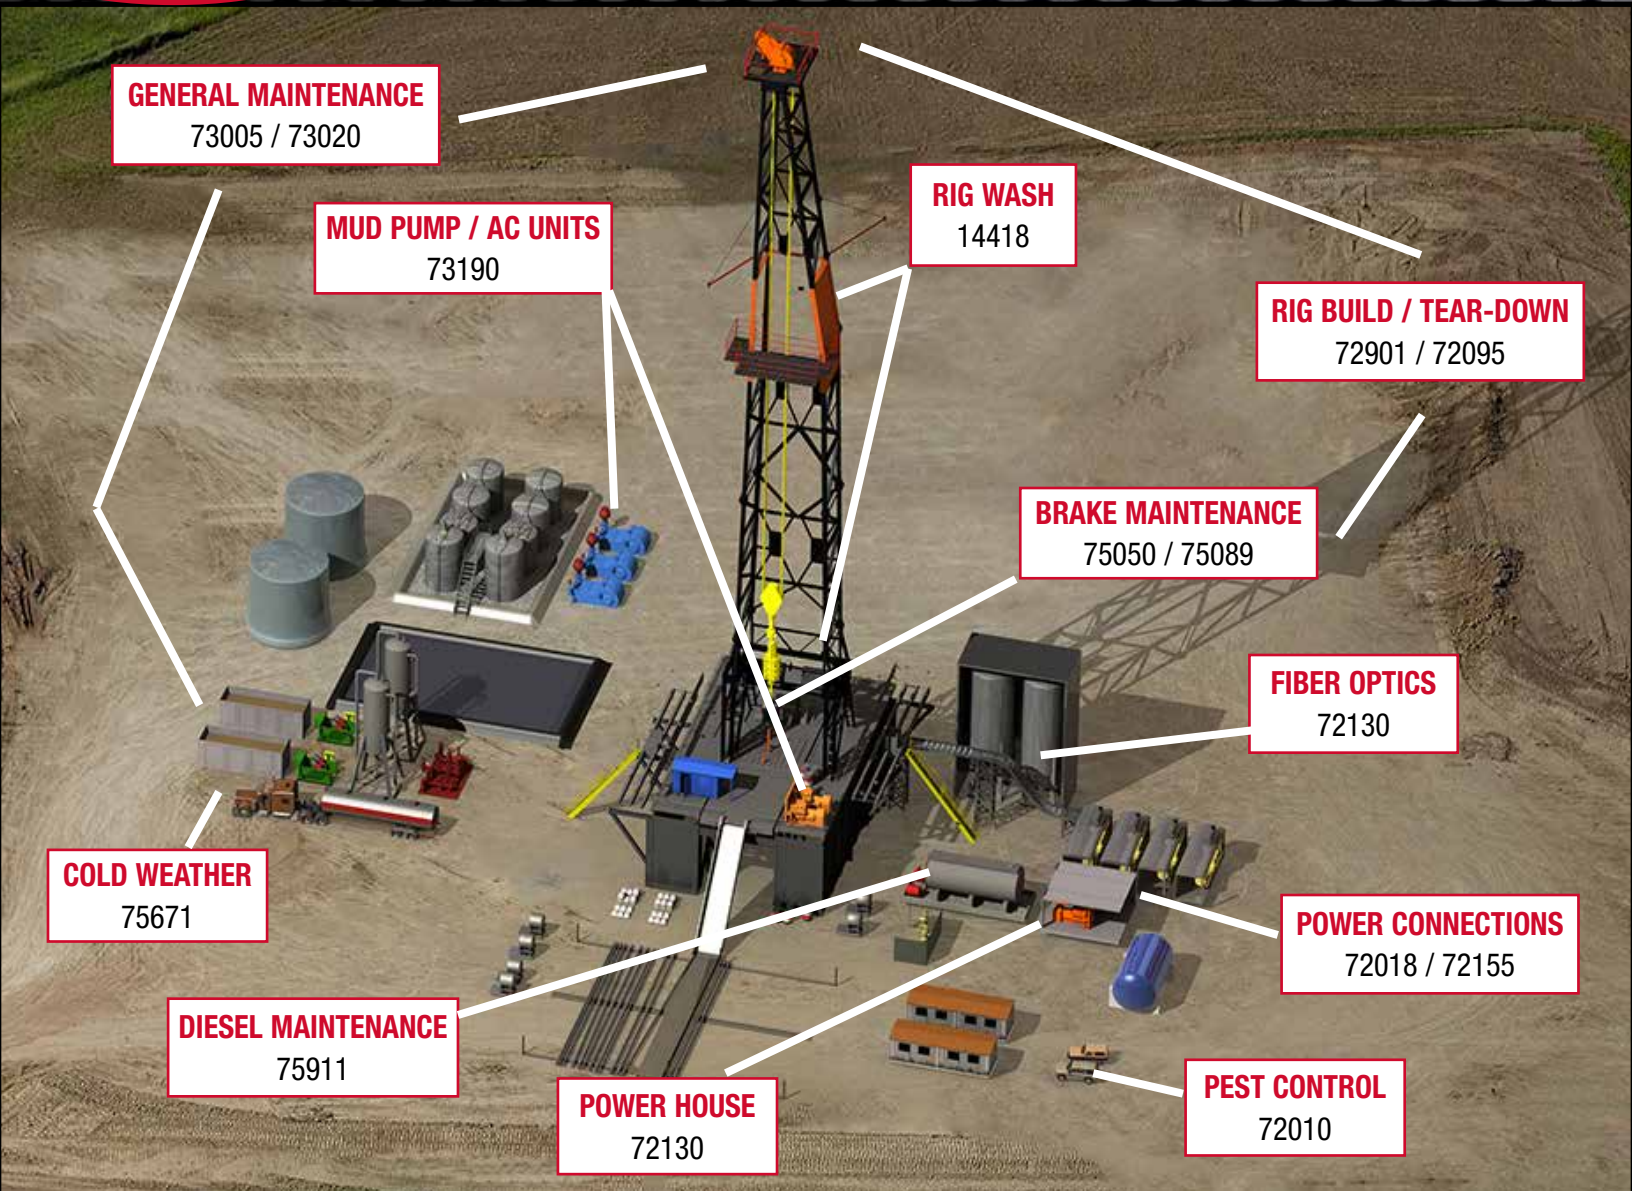 GENERAL MAINTENANCE
73005 / 73020
MUD PUMP / AC UNITS
73190
RIG WASH
14418
RIG BUILD / TEAR-DOWN
72901 / 72095
BRAKE MAINTENANCE
75050 / 75089
FIBER OPTICS
72130
COLD WEATHER
75671
POWER CONNECTIONS
72018 / 72155
DIESEL MAINTENANCE
75911
POWER HOUSE
72130
PEST CONTROL
72010